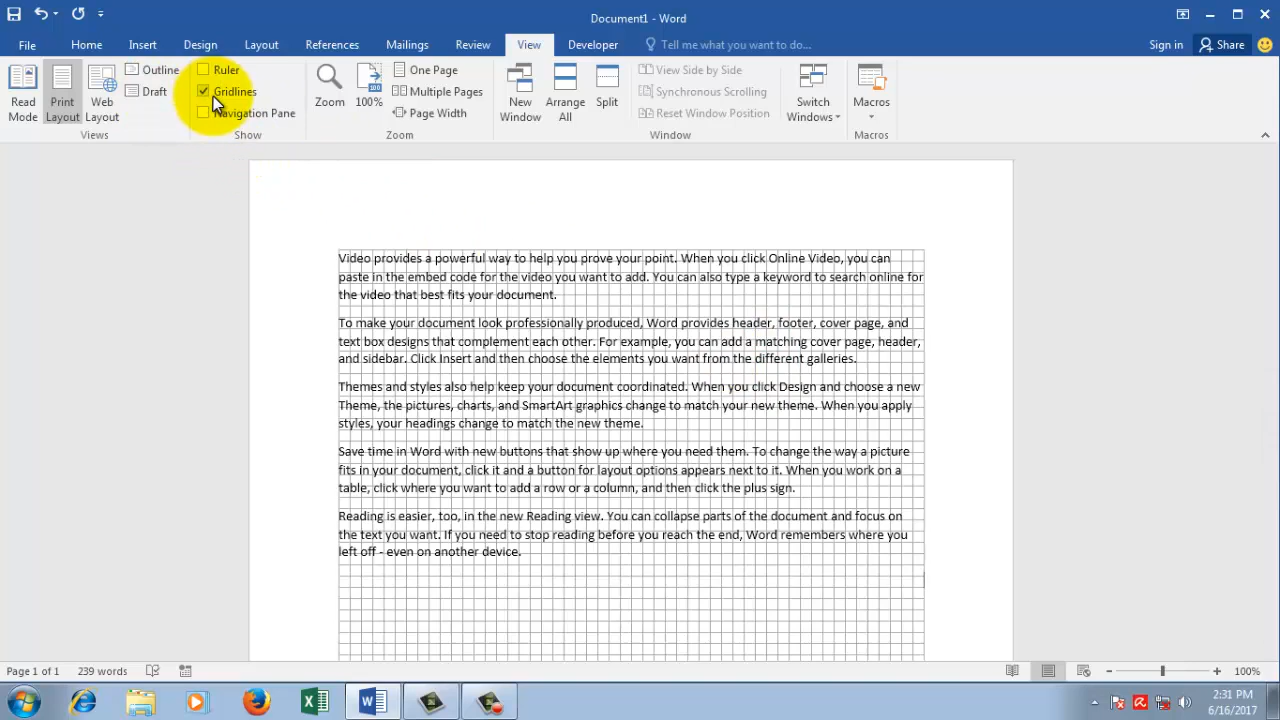 Document1 - Word
File Home Insert Design Layout References Mailings Review View Developer Tell me what you want to do... Sign in Share
Read Mode
Print Layout
Web Layout
Outline
Draft
Views
Ruler
Gridlines
Navigation Pane
Show
Zoom
100
100%
One Page
Multiple Pages
Page Width
Zoom
New Window
Arrange All
Split
View Side by Side
Synchronous Scrolling
Reset Window Position
Window
Switch Windows
Macros
Macros
Video provides a powerful way to help you prove your point. When you click Online Video, you can
paste in the embed code for the video you want to add. You can also type a keyword to search online for
the video that best fits your document.
To make your document look professionally produced, Word provides header, footer, cover page, and
text box designs that complement each other. For example, you can add a matching cover page, header,
and sidebar. Click Insert and then choose the elements you want from the different galleries.
Themes and styles also help keep your document coordinated. When you click Design and choose a new
Theme, the pictures, charts, and SmartArt graphics change to match your new theme. When you apply
styles, your headings change to match the new theme.
Save time in Word with new buttons that show up where you need them. To change the way a picture
fits in your document, click it and a button for layout options appears next to it. When you work on a
table, click where you want to add a row or a column, and then click the plus sign.
Reading is easier, too, in the new Reading view. You can collapse parts of the document and focus on
the text you want. If you need to stop reading before you reach the end, Word remembers where you
left off - even on another device.
Page 1 of 1 239 words 100%
2:31 PM
6/16/2017